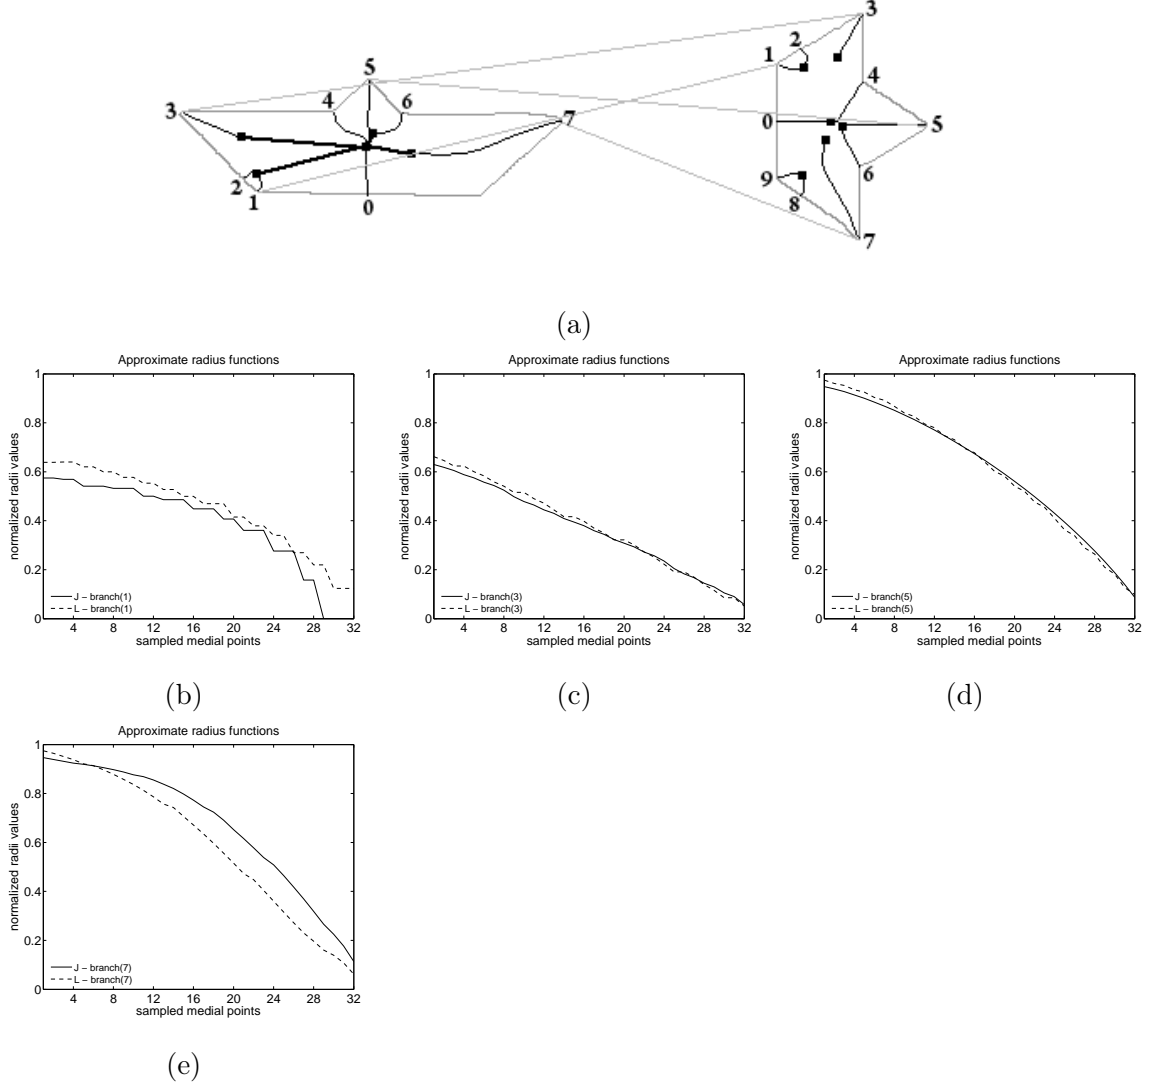 3
2
5
1
3
4
6
4
7
0
5
2
9
6
1
8
0
7
(a)
Approximate radius functions
1
0.8
0.6
0.4
0.2
0
normalized radii values
J – branch(1)
L – branch(1)
4 8 12 16 20 24 28 32
sampled medial points
(b)
Approximate radius functions
1
0.8
0.6
0.4
0.2
0
normalized radii values
J – branch(3)
L – branch(3)
4 8 12 16 20 24 28 32
sampled medial points
(c)
Approximate radius functions
1
0.8
0.6
0.4
0.2
0
normalized radii values
J – branch(5)
L – branch(5)
4 8 12 16 20 24 28 32
sampled medial points
(d)
Approximate radius functions
1
0.8
0.6
0.4
0.2
0
normalized radii values
J – branch(7)
L – branch(7)
4 8 12 16 20 24 28 32
sampled medial points
(e)